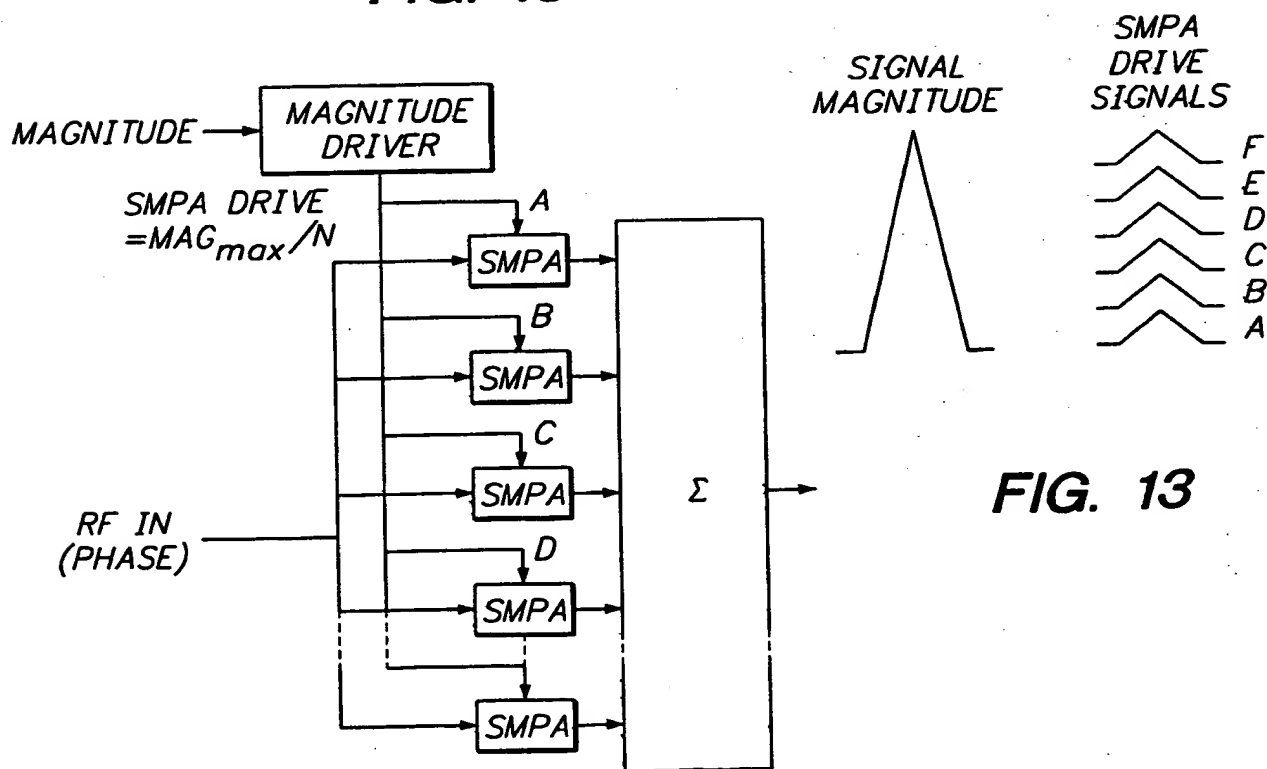 MAGNITUDE
MAGNITUDE
DRIVER
SMPA DRIVE
=MAGmax/N
A
SMPA
B
SMPA
C
SMPA
D
SMPA
SMPA
RF IN
(PHASE)
Σ
SIGNAL
MAGNITUDE
SMPA
DRIVE
SIGNALS
F
E
D
C
B
A
FIG. 13